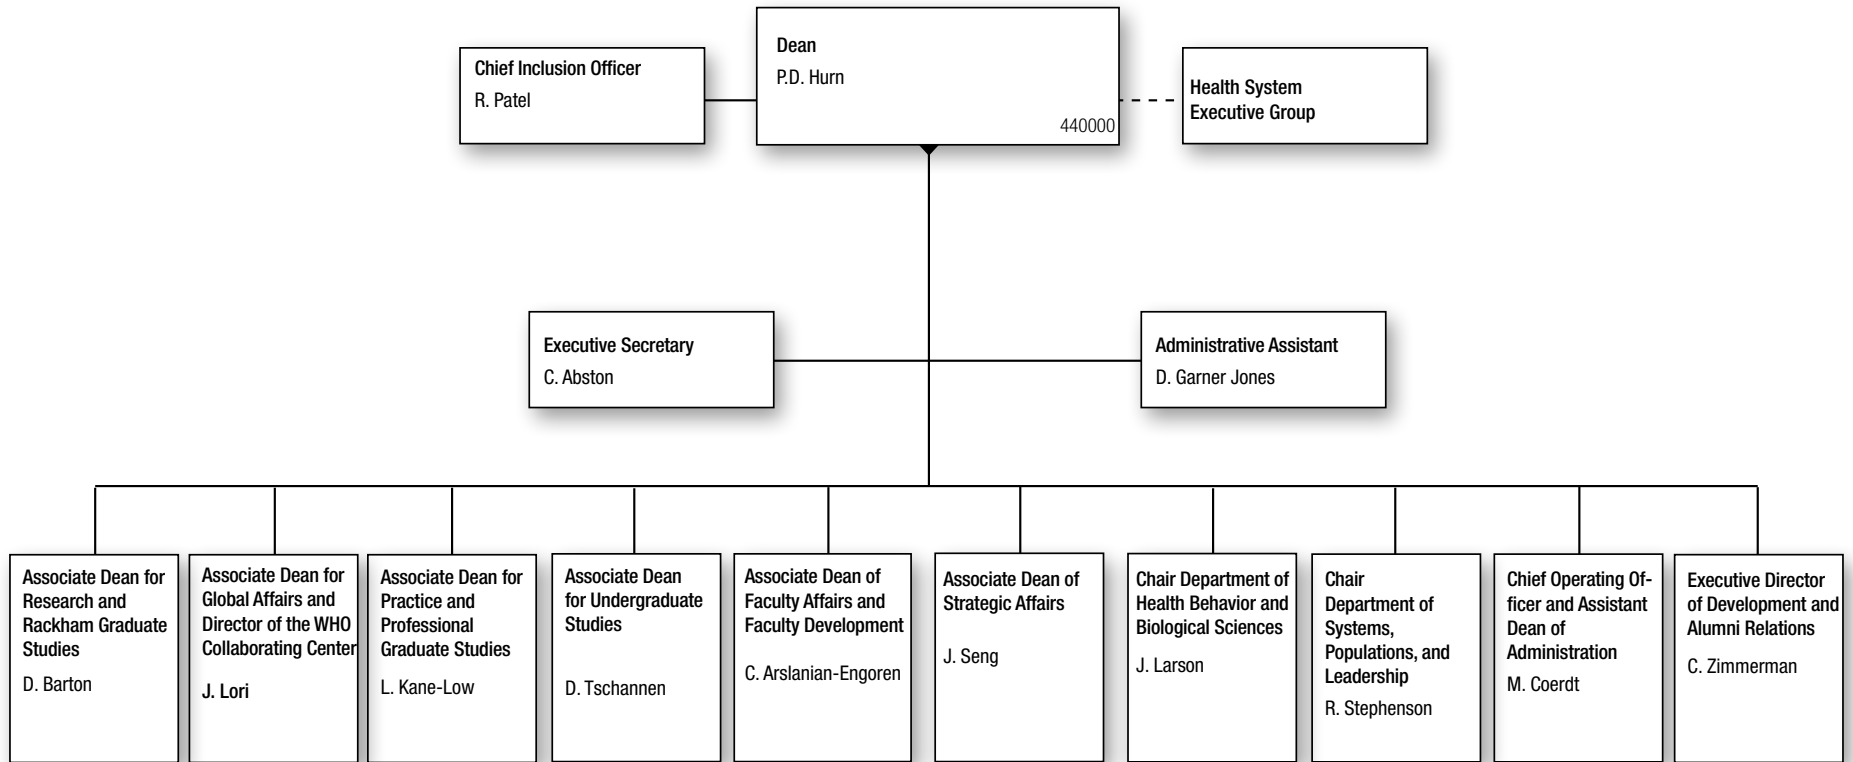 Chief Inclusion Officer
R. Patel
Dean
P.D. Hurn
440000
Health System
Executive Group
Executive Secretary
C. Abston
Administrative Assistant
D. Garner Jones
Associate Dean for
Research and
Rackham Graduate
Studies
D. Barton
Associate Dean for
Global Affairs and
Director of the WHO
Collaborating Center
J. Lori
Associate Dean for
Practice and
Professional
Graduate Studies
L. Kane-Low
Associate Dean
for Undergraduate
Studies
D. Tschannen
Associate Dean of
Faculty Affairs and
Faculty Development
C. Arslanian-Engoren
Associate Dean of
Strategic Affairs
J. Seng
Chair Department of
Health Behavior and
Biological Sciences
J. Larson
Chair
Department of
Systems,
Populations, and
Leadership
R. Stephenson
Chief Operating Of-
ficer and Assistant
Dean of
Administration
M. Coerdt
Executive Director
of Development and
Alumni Relations
C. Zimmerman